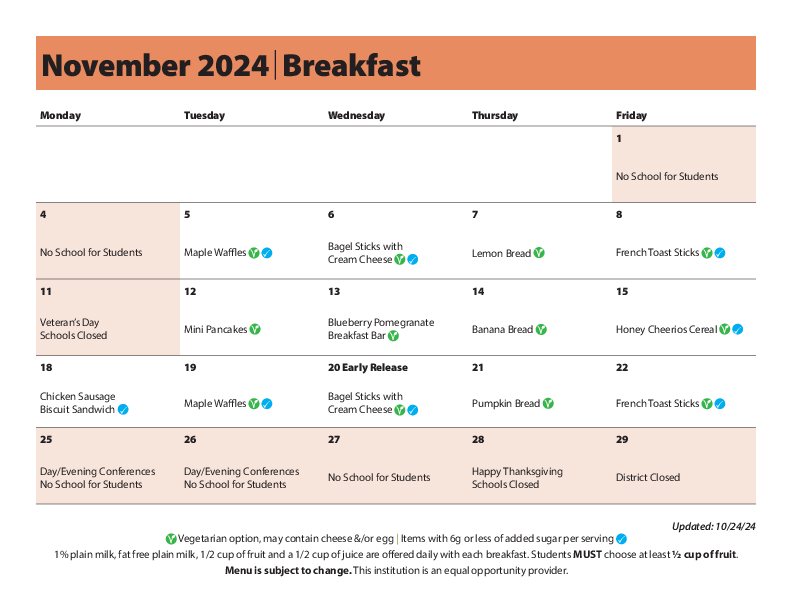 November 2024 | Breakfast
Monday Tuesday Wednesday Thursday Friday
1
No School for Students
4 5 6 7 8
No School for Students
Maple Waffles
Bagel Sticks with
Cream Cheese
Lemon Bread
French Toast Sticks
11 12 13 14 15
Veteran's Day
Schools Closed
Mini Pancakes
Blueberry Pomegranate
Breakfast Bar
Banana Bread
Honey Cheerios Cereal
18 19 20 Early Release 21 22
Chicken Sausage
Biscuit Sandwich
Maple Waffles
Bagel Sticks with
Cream Cheese
Pumpkin Bread
French Toast Sticks
25 26 27 28 29
Day/Evening Conferences
No School for Students
Day/Evening Conferences
No School for Students
No School for Students
Happy Thanksgiving
Schools Closed
District Closed
Updated: 10/24/24
V Vegetarian option, may contain cheese &/or egg | Items with 6g or less of added sugar per serving
1% plain milk, fat free plain milk, 1/2 cup of fruit and a 1/2 cup of juice are offered daily with each breakfast. Students MUST choose at least ½ cup of fruit.
Menu is subject to change. This institution is an equal opportunity provider.